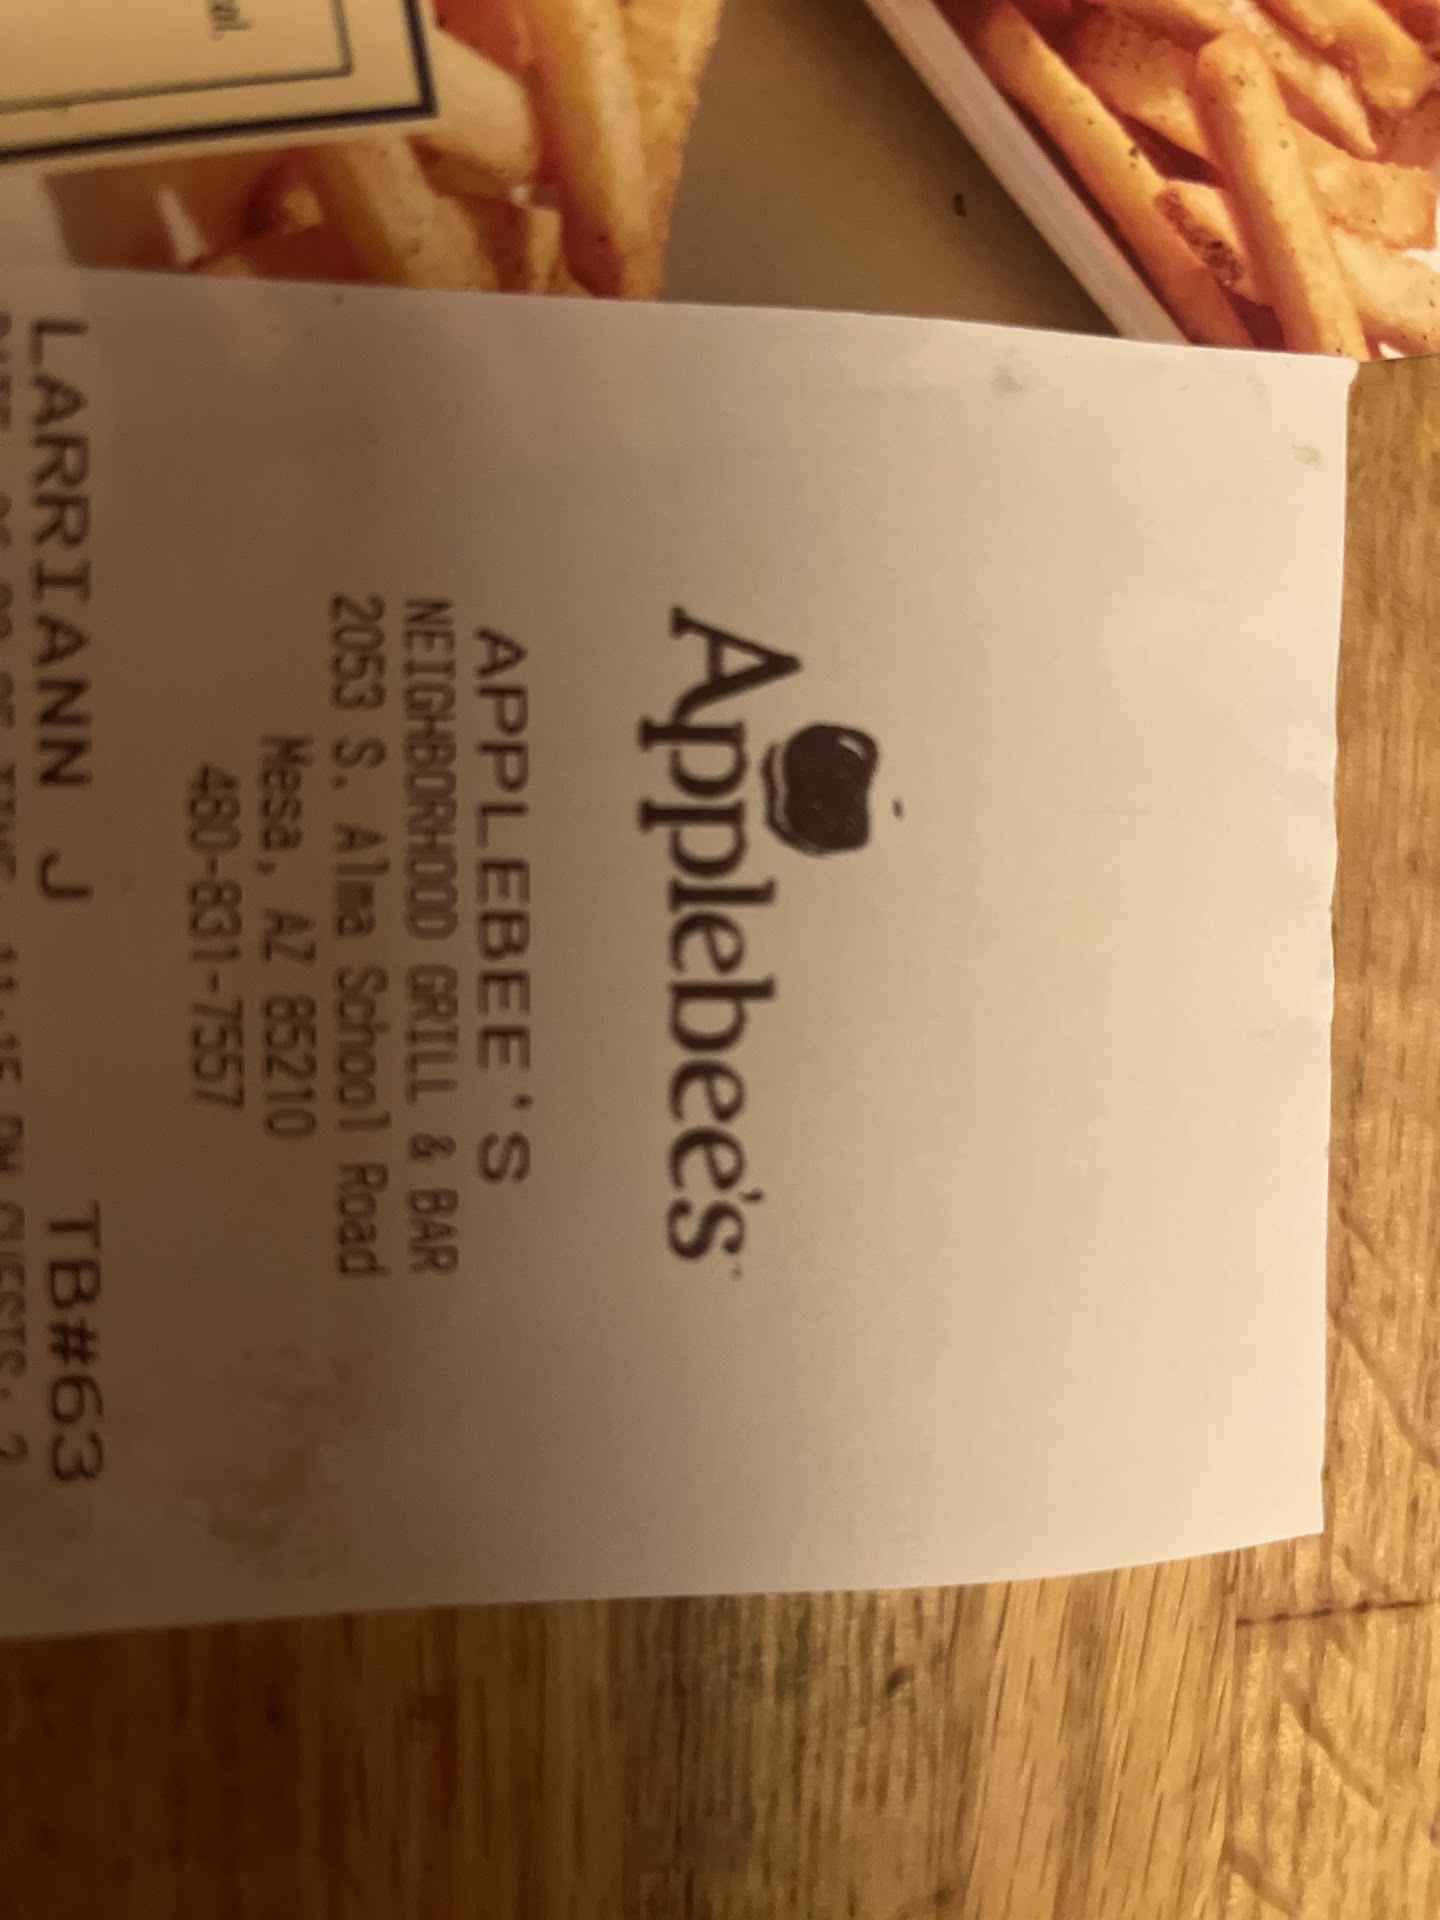 Applebee's
APPLEBEE'S
NEIGHBORHOOD GRILL & BAR
2053 S. Alma School Road
Mesa, AZ 85210
480-831-7557
LARRIANN J TB#63